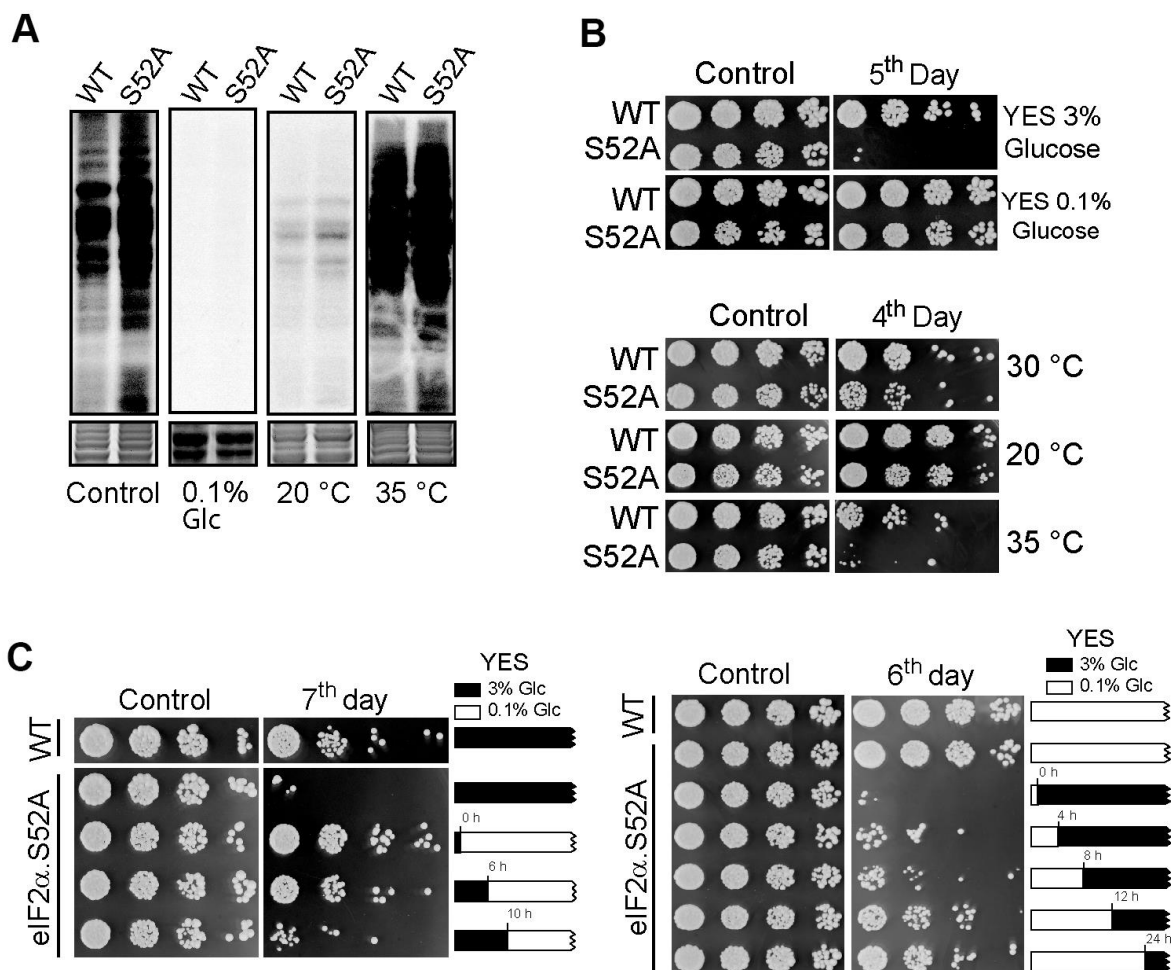 A
WT S52A WT S52A WT S52A WT S52A
Control 0.1% Glc 20 °C 35 °C
B
Control 5th Day
WT
S52A
YES 3% Glucose
WT
S52A
YES 0.1% Glucose
Control 4th Day
WT
S52A
30 °C
WT
S52A
20 °C
WT
S52A
35 °C
C
Control 7th day
YES
3% Glc
0.1% Glc
WT
eIF2α.S52A
0 h
6 h
10 h
Control 6th day
YES
3% Glc
0.1% Glc
WT
eIF2α.S52A
0 h
4 h
8 h
12 h
24 h